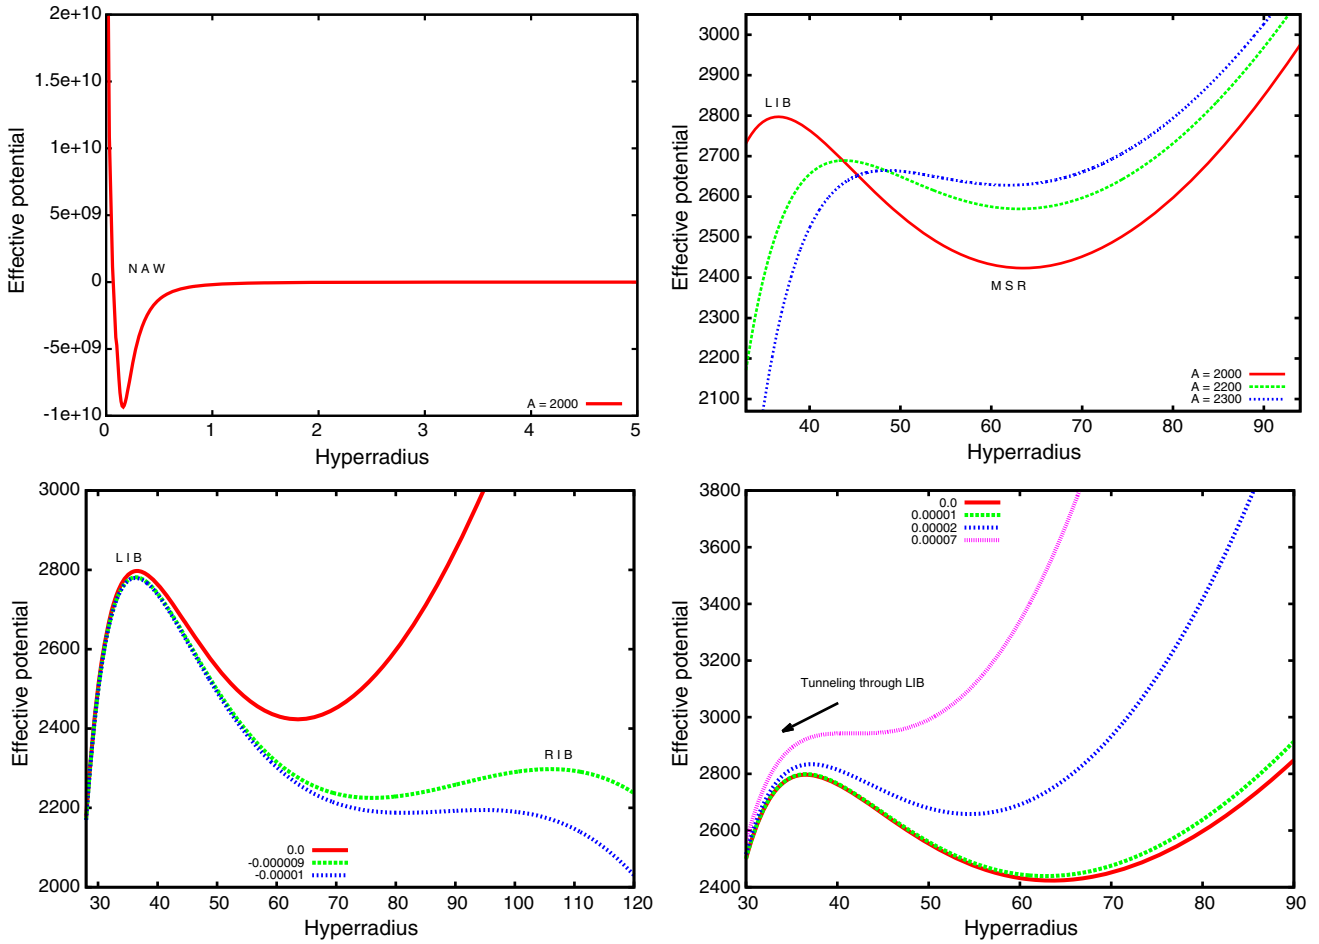 2e+10
1.5e+10
1e+10
5e+09
0
-5e+09
-1e+10
Effective potential
N A W
A = 2000
0 1 2 3 4 5
Hyperradius
3000
2900
2800
2700
2600
2500
2400
2300
2200
2100
Effective potential
L I B
M S R
A = 2000
A = 2200
A = 2300
40 50 60 70 80 90
Hyperradius
3000
2800
2600
2400
2200
2000
Effective potential
L I B
R I B
0.0
-0.000009
-0.00001
30 40 50 60 70 80 90 100 110 120
Hyperradius
3800
3600
3400
3200
3000
2800
2600
2400
Effective potential
0.0
0.00001
0.00002
0.00007
Tunneling through LIB
30 40 50 60 70 80 90
Hyperradius